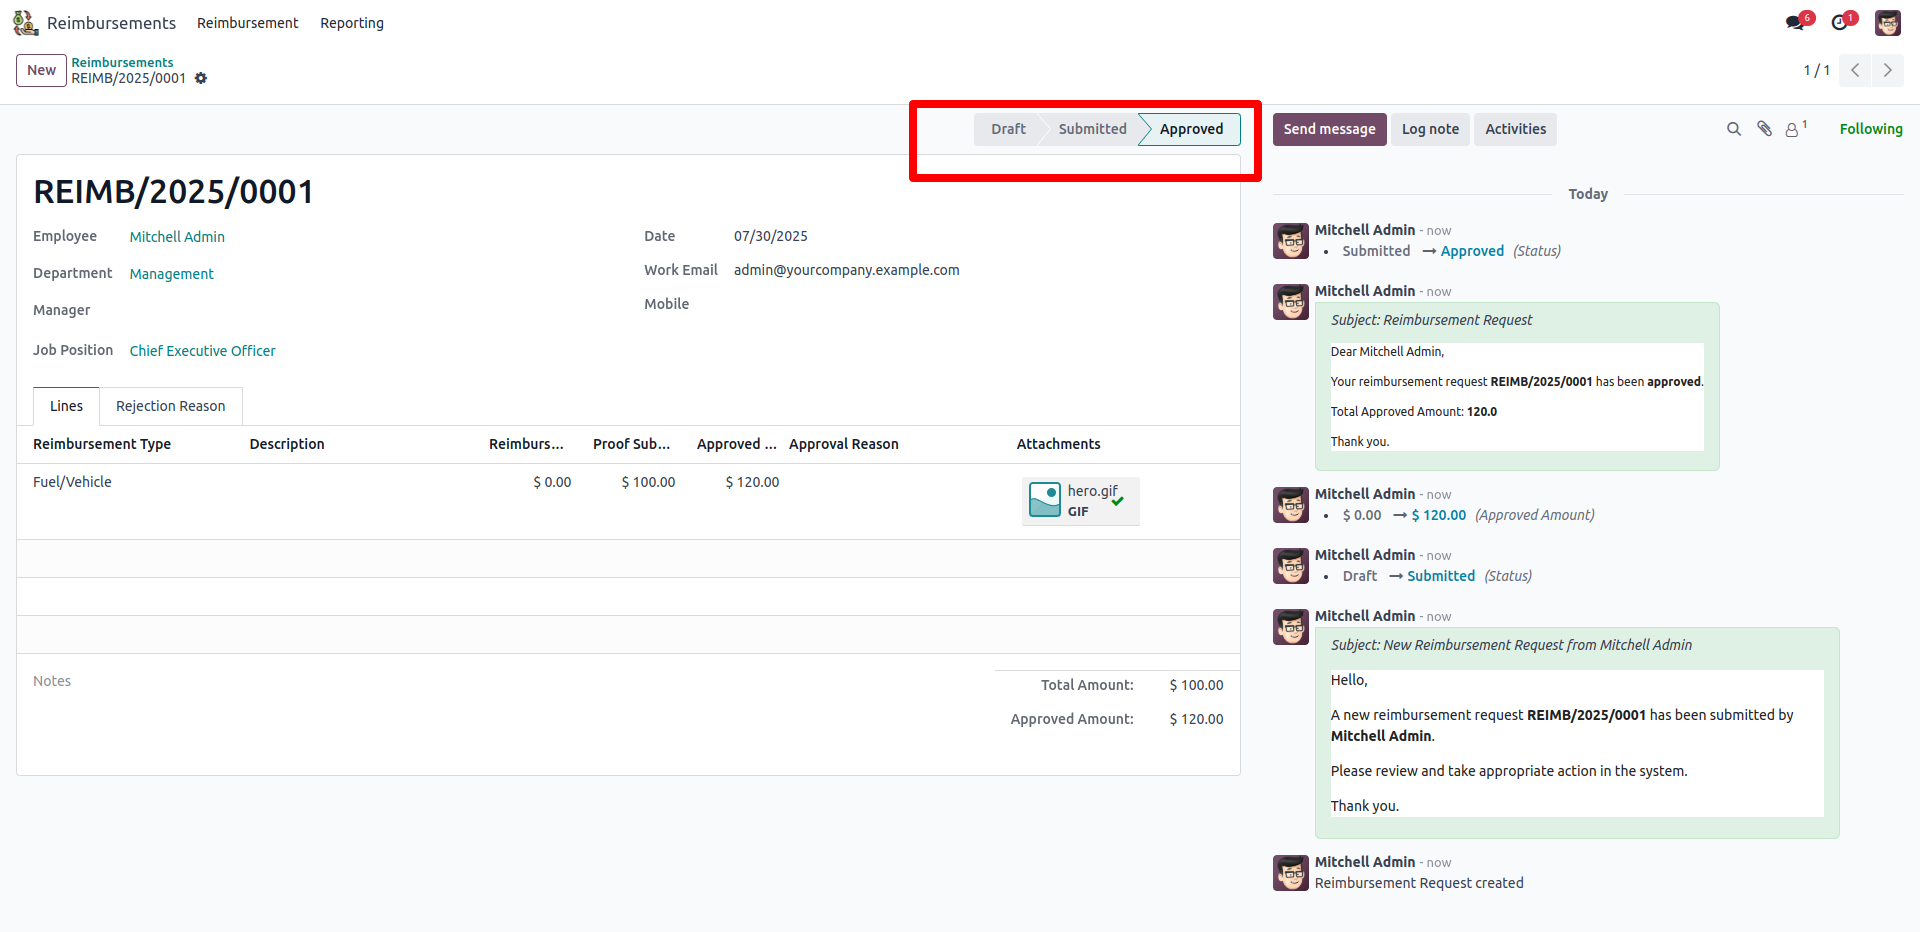 Reimbursements Reimbursement Reporting 6 1
New Reimbursements
REIMB/2025/0001 1 / 1
Draft Submitted Approved Send message Log note Activities 1 Following
REIMB/2025/0001
Employee Mitchell Admin
Department Management
Manager
Job Position Chief Executive Officer
Date 07/30/2025
Work Email admin@yourcompany.example.com
Mobile
Lines Rejection Reason
Reimbursement Type Description Reimburs... Proof Sub... Approved ... Approval Reason Attachments
Fuel/Vehicle $ 0.00 $ 100.00 $ 120.00 hero.gif
GIF
Notes
Total Amount: $ 100.00
Approved Amount: $ 120.00
Today
Mitchell Admin - now
• Submitted → Approved (Status)
Mitchell Admin - now
Subject: Reimbursement Request
Dear Mitchell Admin,
Your reimbursement request REIMB/2025/0001 has been approved.
Total Approved Amount: 120.0
Thank you.
Mitchell Admin - now
• $ 0.00 → $ 120.00 (Approved Amount)
Mitchell Admin - now
• Draft → Submitted (Status)
Mitchell Admin - now
Subject: New Reimbursement Request from Mitchell Admin
Hello,
A new reimbursement request REIMB/2025/0001 has been submitted by
Mitchell Admin.
Please review and take appropriate action in the system.
Thank you.
Mitchell Admin - now
Reimbursement Request created